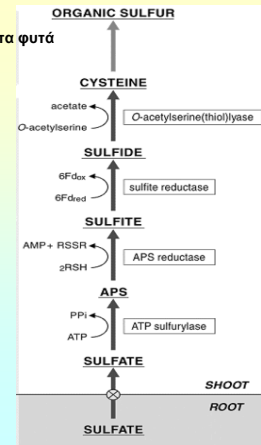 ORGANIC SULFUR
τα φυτά
CYSTEINE
acetate
O-acetylserine
O-acetylserine(thiol)lyase
SULFIDE
6Fdox
6Fdred
sulfite reductase
SULFITE
AMP+ RSSR
2RSH
APS reductase
APS
PPi
ATP
ATP sulfurylase
SULFATE
SHOOT
ROOT
SULFATE